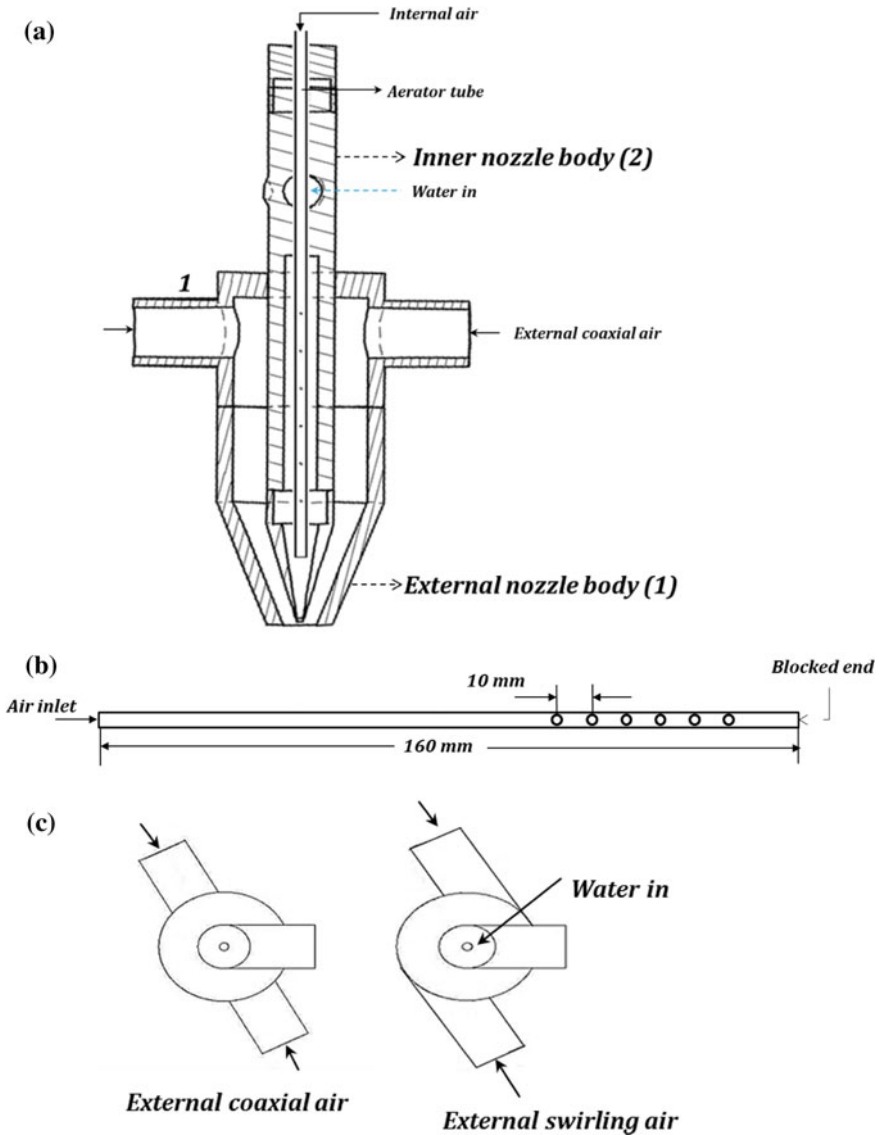 (a)
Internal air
Aerator tube
Inner nozzle body (2)
Water in
1
External coaxial air
External nozzle body (1)
(b)
Blocked end
10 mm
Air inlet
160 mm
(c)
Water in
External coaxial air
External swirling air